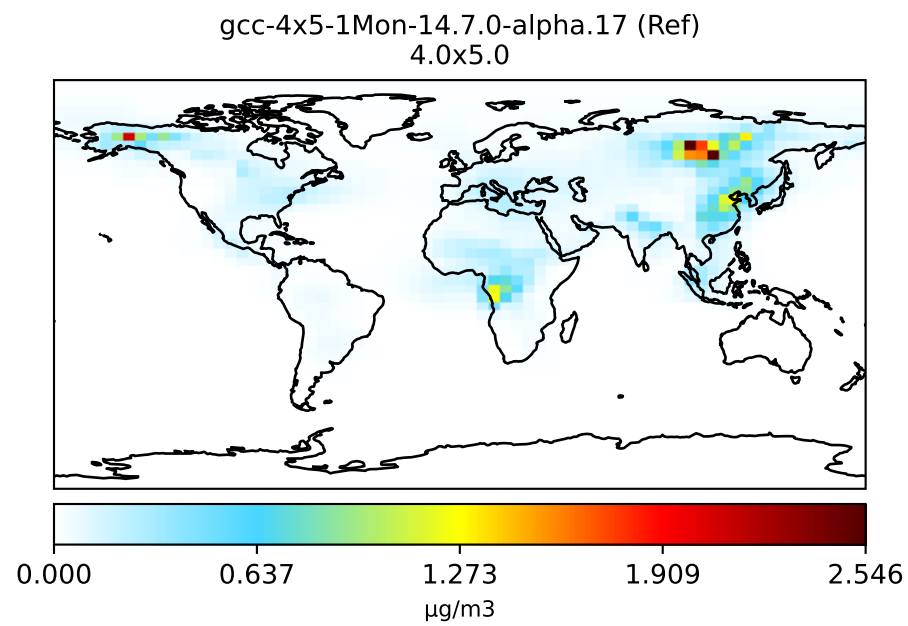 gcc-4x5-1Mon-14.7.0-alpha.17 (Ref)
4.0x5.0
0.000 0.637 1.273 1.909 2.546
μg/m3